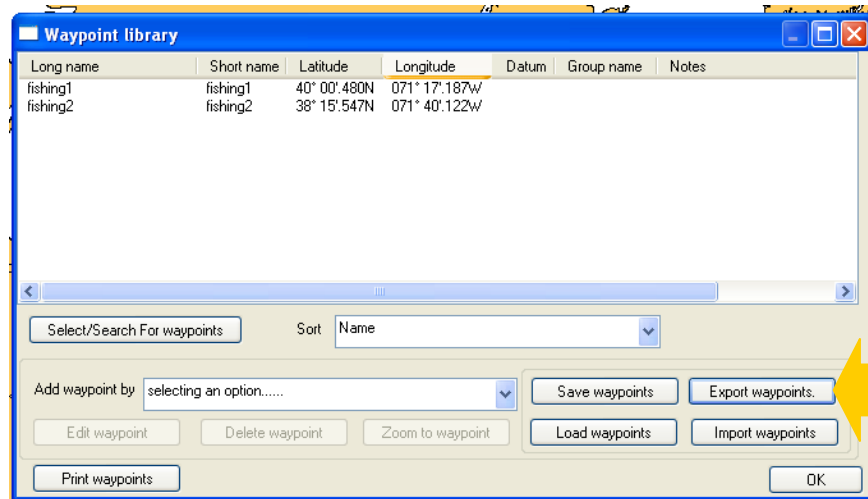 Waypoint library
Long name Short name Latitude Longitude Datum Group name Notes
fishing1 fishing1 40° 00'.480N 071° 17'.187W
fishing2 fishing2 38° 15'.547N 071° 40'.122W
Select/Search For waypoints Sort Name
Add waypoint by selecting an option...... Save waypoints Export waypoints.
Edit waypoint Delete waypoint Zoom to waypoint Load waypoints Import waypoints
Print waypoints OK